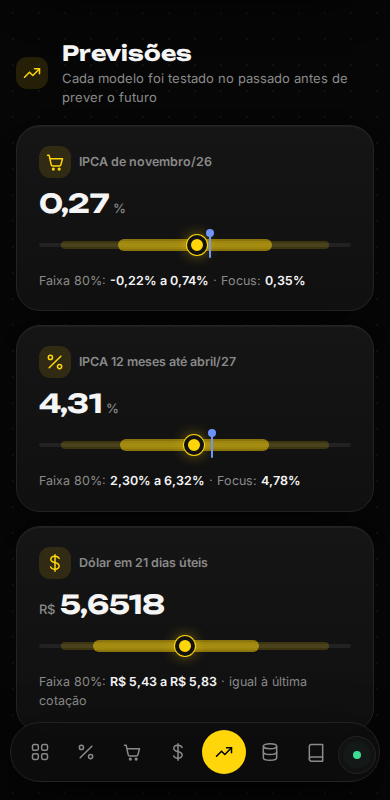 Previsões
Cada modelo foi testado no passado antes de
prever o futuro
IPCA de novembro/26
0,27 %
Faixa 80%: -0,22% a 0,74% · Focus: 0,35%
IPCA 12 meses até abril/27
4,31 %
Faixa 80%: 2,30% a 6,32% · Focus: 4,78%
Dólar em 21 dias úteis
R$ 5,6518
Faixa 80%: R$ 5,43 a R$ 5,83 · igual à última
cotação